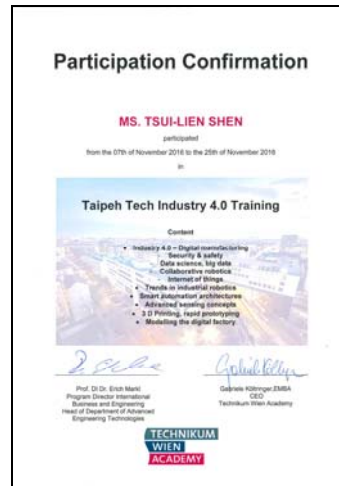 Participation Confirmation
MS. TSUI-LIEN SHEN
participated
from the 07th of November 2016 to the 25th of November 2016
in
Taipeh Tech Industry 4.0 Training
Content
• Industry 4.0 – Digital manufacturing
- Security & safety
- Data science, big data
- Collaborative robotics
- Internet of things
• Trends in industrial robotics
• Smart automation architectures
• Advanced sensing concepts
• 3 D Printing, rapid prototyping
• Modelling the digital factory
Prof. DI Dr. Erich Markl
Program Director International
Business and Engineering
Head of Department of Advanced
Engineering Technologies
Gabriele Költringer, EMBA
CEO
Technikum Wien Academy
TECHNIKUM
WIEN
ACADEMY